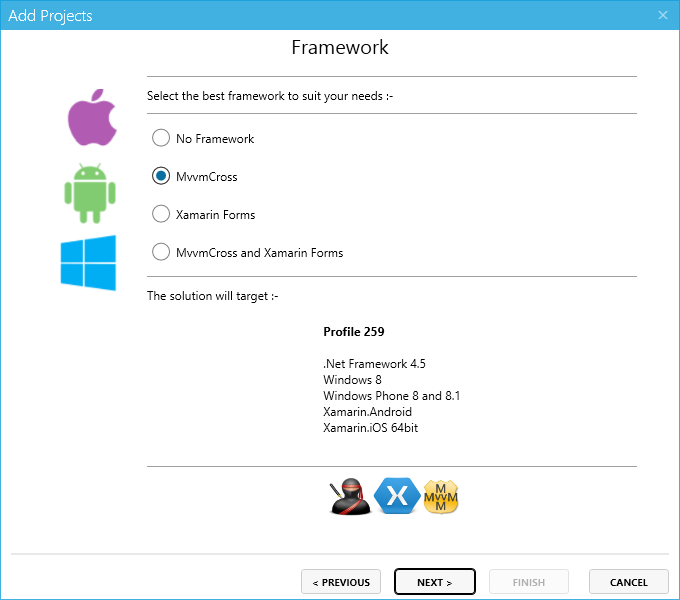 Add Projects
Framework
Select the best framework to suit your needs :-
No Framework
MvvmCross
Xamarin Forms
MvvmCross and Xamarin Forms
The solution will target :-
Profile 259
.Net Framework 4.5
Windows 8
Windows Phone 8 and 8.1
Xamarin.Android
Xamarin.iOS 64bit
X
M
MvvM
M
< PREVIOUS NEXT > FINISH CANCEL